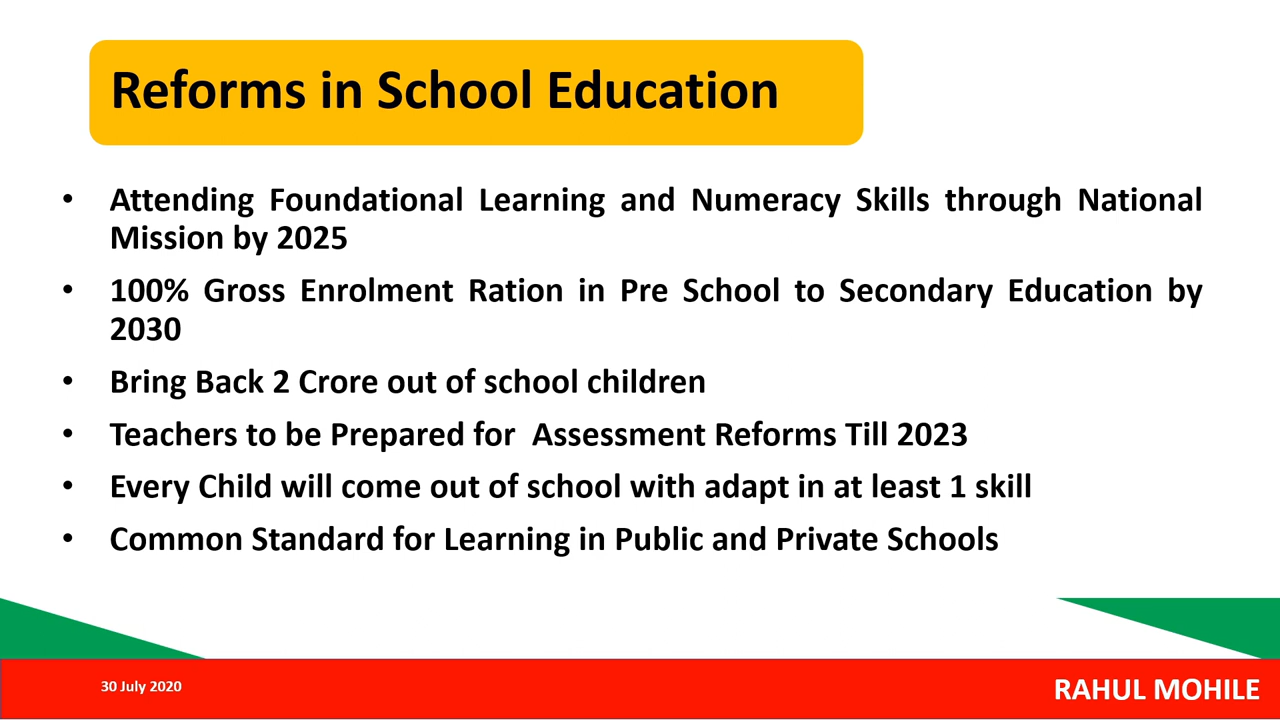 Reforms in School Education
• Attending Foundational Learning and Numeracy Skills through National
Mission by 2025
• 100% Gross Enrolment Ration in Pre School to Secondary Education by
2030
• Bring Back 2 Crore out of school children
• Teachers to be Prepared for  Assessment Reforms Till 2023
• Every Child will come out of school with adapt in at least 1 skill
• Common Standard for Learning in Public and Private Schools
30 July 2020
RAHUL MOHILE